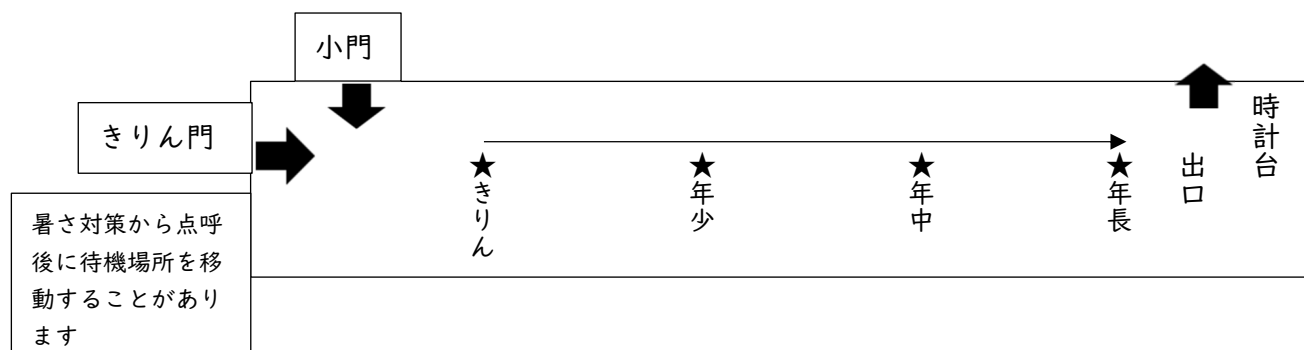 小門
きりん門
★きりん
★年少
★年中
★年長
出口
時計台
暑さ対策から点呼
後に待機場所を移
動することがあり
ます